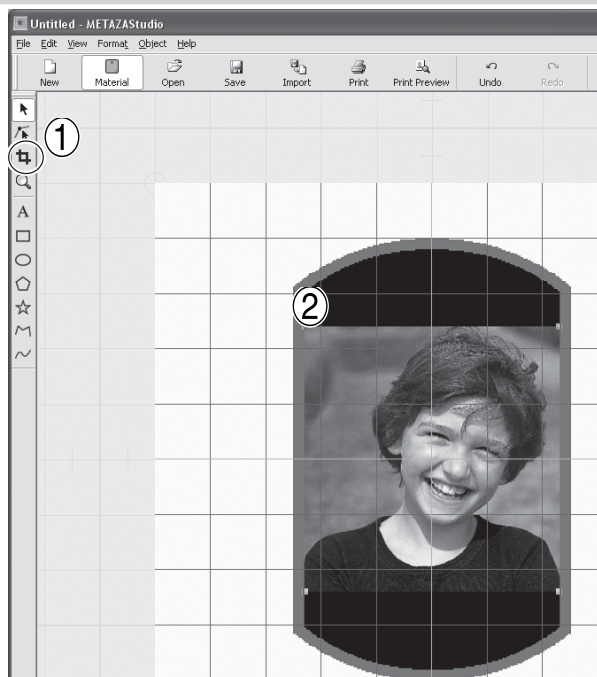 Untitled - METAZAStudio
File Edit View Format Object Help
New Material Open Save Import Print Print Preview Undo Redo
1
A
2